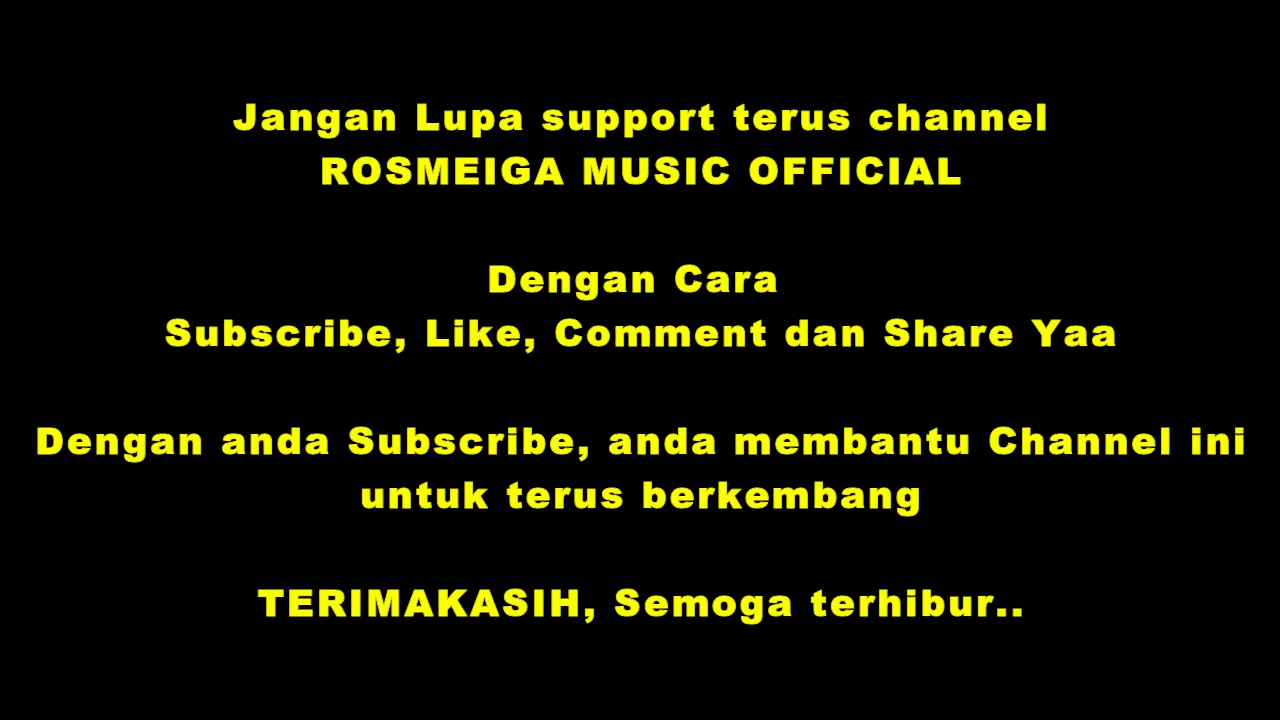 Jangan Lupa support terus channel
ROSMEIGA MUSIC OFFICIAL
Dengan Cara
Subscribe, Like, Comment dan Share Yaa
Dengan anda Subscribe, anda membantu Channel ini
untuk terus berkembang
TERIMAKASIH, Semoga terhibur..